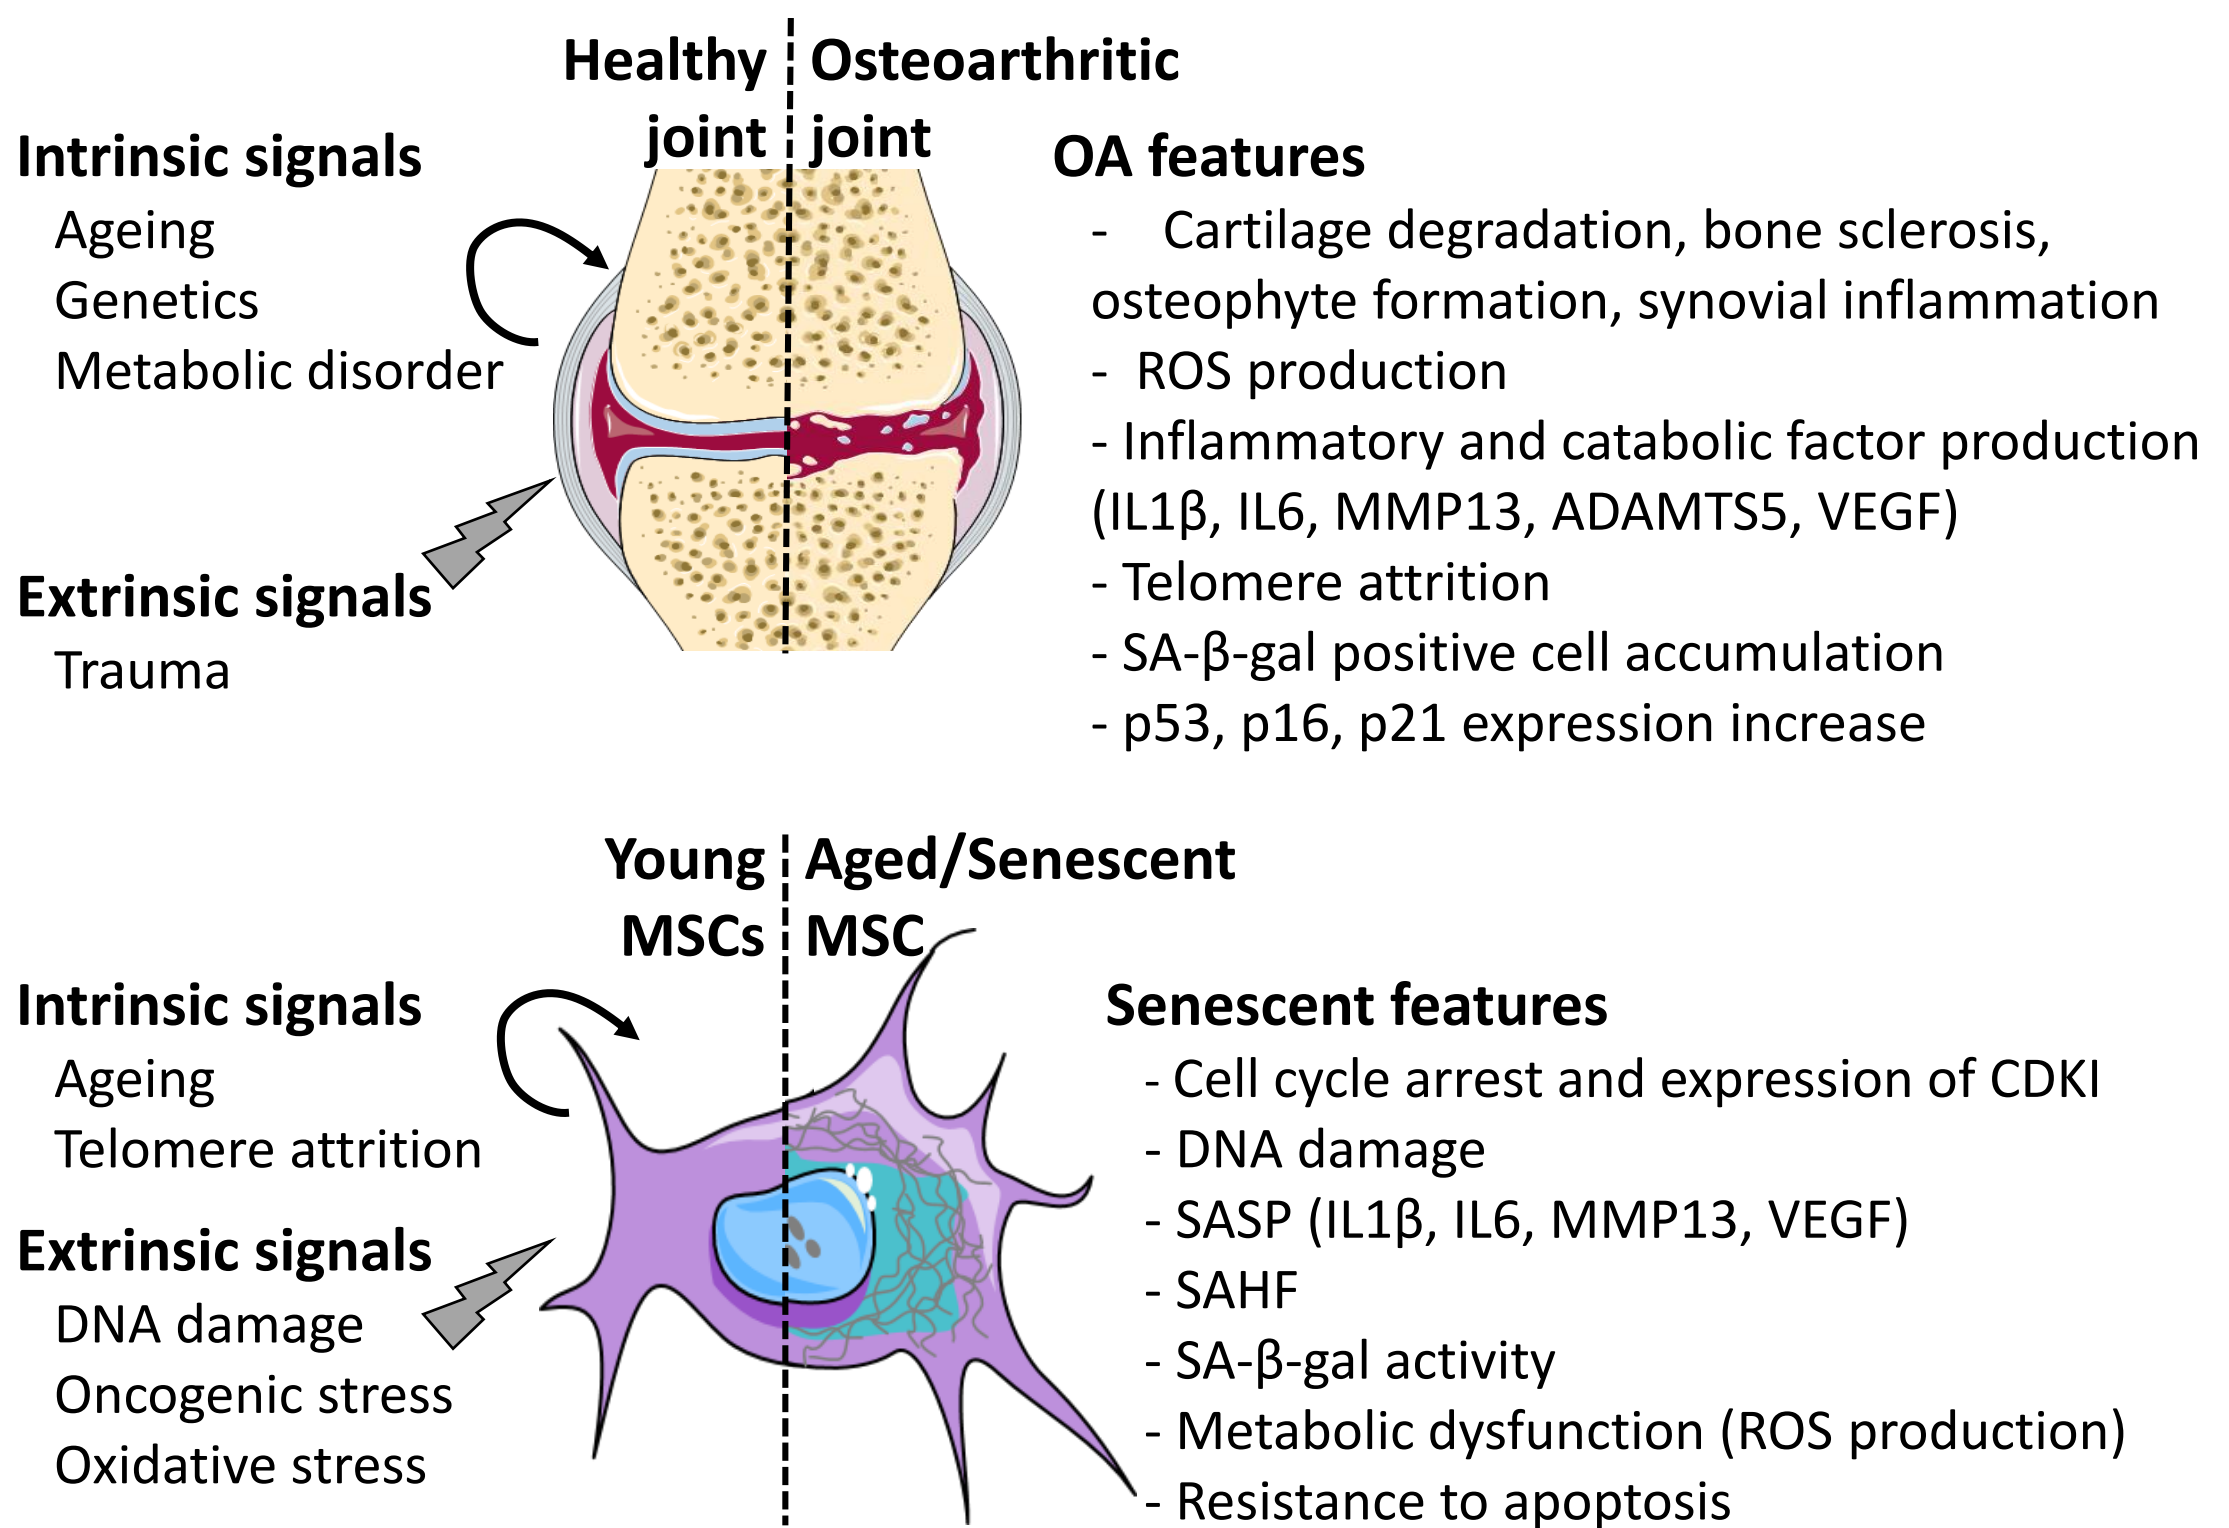 Healthy joint
Osteoarthritic joint
Intrinsic signals
Ageing
Genetics
Metabolic disorder
Extrinsic signals
Trauma
OA features
- Cartilage degradation, bone sclerosis,
osteophyte formation, synovial inflammation
- ROS production
- Inflammatory and catabolic factor production
(IL1β, IL6, MMP13, ADAMTS5, VEGF)
- Telomere attrition
- SA-β-gal positive cell accumulation
- p53, p16, p21 expression increase
Young
MSCs
Aged/Senescent
MSC
Intrinsic signals
Ageing
Telomere attrition
Extrinsic signals
DNA damage
Oncogenic stress
Oxidative stress
Senescent features
- Cell cycle arrest and expression of CDKI
- DNA damage
- SASP (IL1β, IL6, MMP13, VEGF)
- SAHF
- SA-β-gal activity
- Metabolic dysfunction (ROS production)
- Resistance to apoptosis